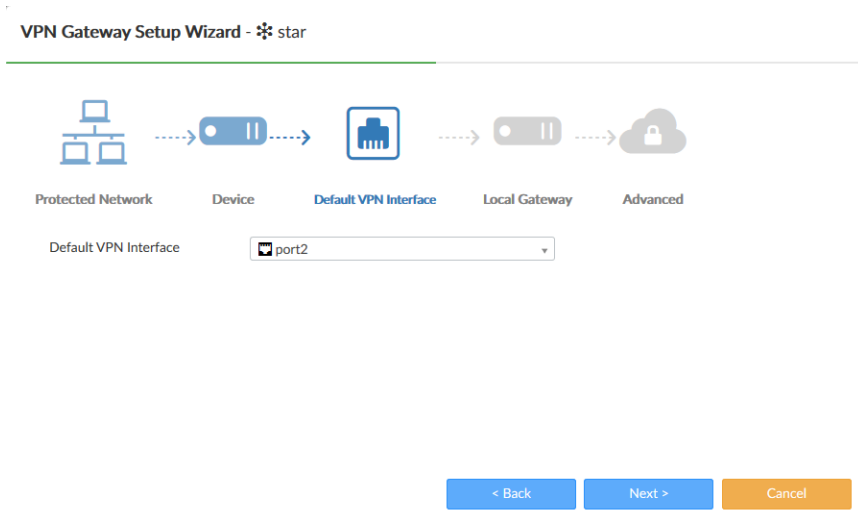 VPN Gateway Setup Wizard - star
Protected Network Device Default VPN Interface Local Gateway Advanced
Default VPN Interface port2
< Back Next > Cancel